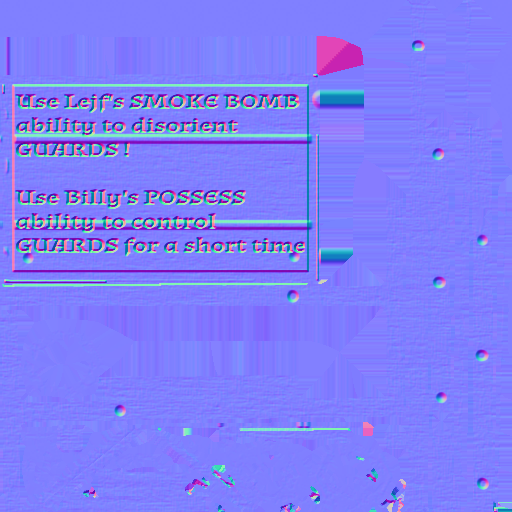 Use Lejf's SMOKE BOMB
ability to disorient
GUARDS !
Use Billy's POSSESS
ability to control
GUARDS for a short time